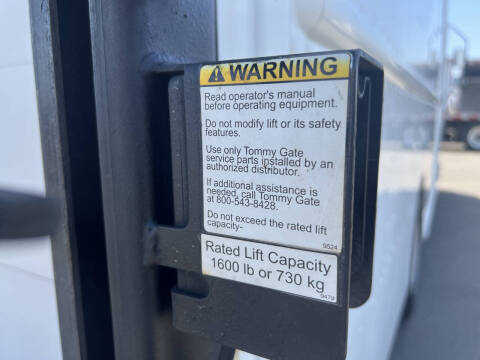 WARNING
Read operator's manual
before operating equipment.
Do not modify lift or its safety
features.
Use only Tommy Gate
service parts installed by an
authorized distributor.
If additional assistance is
needed, call Tommy Gate
at 800-543-8428.
Do not exceed the rated lift
capacity-
9524
Rated Lift Capacity
1600 lb or 730 kg
9479